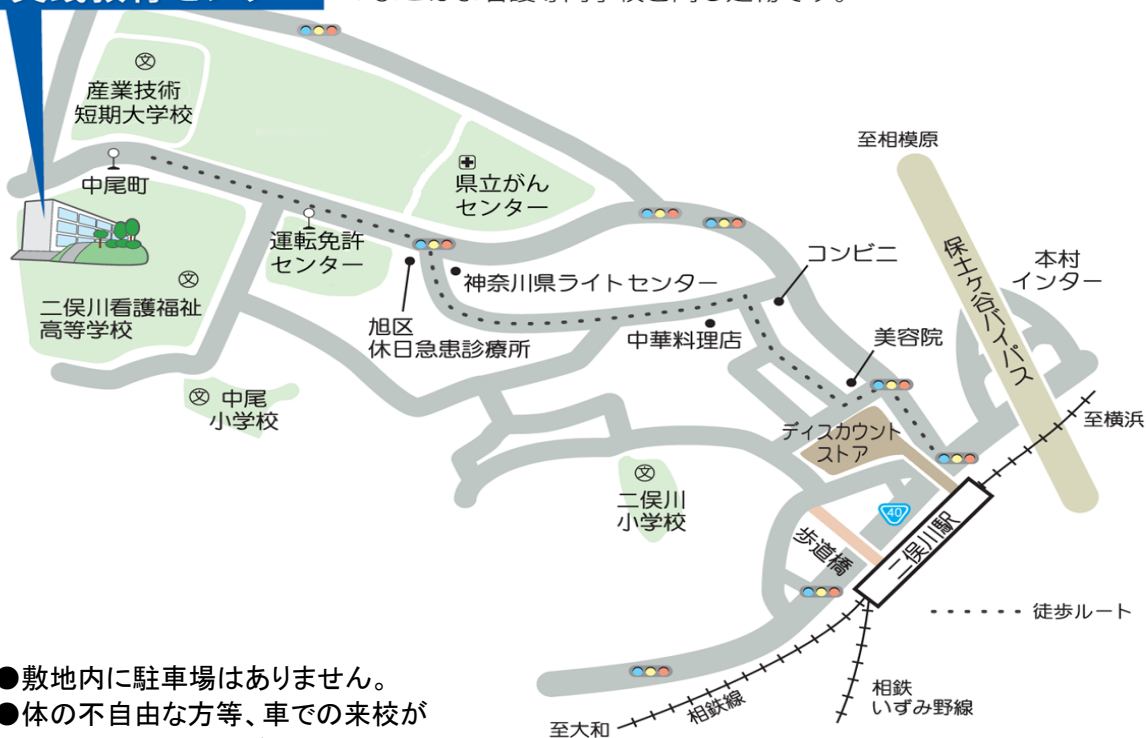 産業技術
短期大学校
中尾町
県立がん
センター
運転免許
センター
二俣川看護福祉
高等学校
神奈川県ライトセンター
旭区
休日急患診療所
中華料理店
コンビニ
美容院
至相模原
保土ケ谷バイパス
本村
インター
中尾
小学校
ディスカウント
ストア
至横浜
二俣川
小学校
40
歩道橋
二俣川駅
徒歩ルート
相鉄
いずみ野線
相鉄線
至大和
●敷地内に駐車場はありません。
●体の不自由な方等、車での来校が